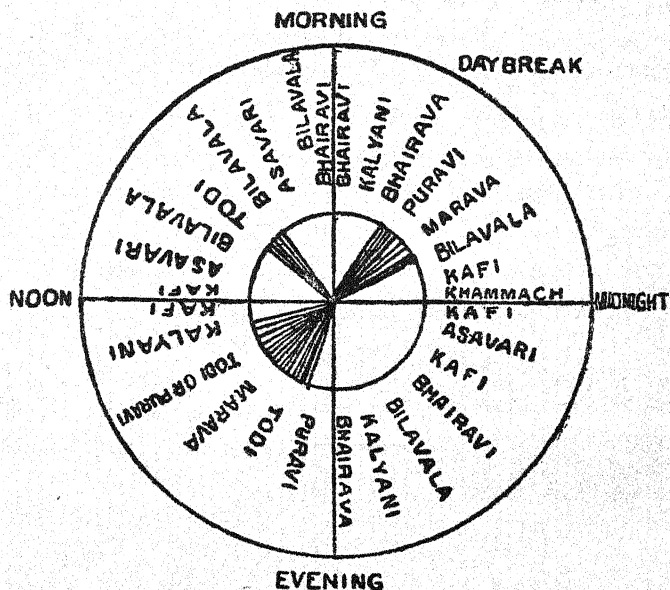 MORNING
DAYBREAK
BHAIRAVI
KALYANI
BHAIRAVA
PURAVI
MARAVA
BILAVALA
KAFI
KHAMMACH
MIDNIGHT
KAFI
ASAVARI
KAFI
BHAIRAVI
BILAVALA
KALYANI
BHAIRAVA
EVENING
PURAVI
TODI
MARAVA
TODI OR PURAVI
KALYANI
KAFI
NOON
KAFI
ASAVARI
BILAVALA
TODI
BILAVALA
ASAVARI
BILAVALA
BHAIRAVI